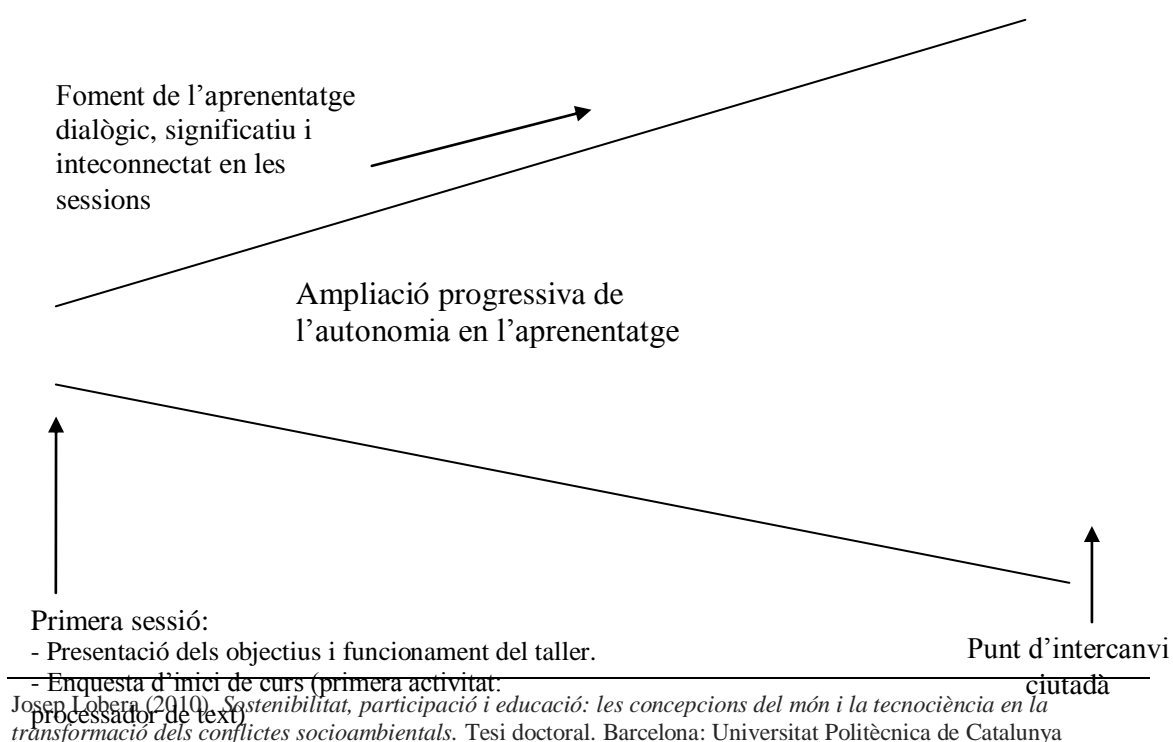 Foment de l’aprenentatge
dialògic, significatiu i
inteconnectat en les
sessions
Ampliació progressiva de
l’autonomia en l’aprenentatge
Primera sessió:
- Presentació dels objectius i funcionament del taller.
- Enquesta d’inici de curs (primera activitat:
processador de text)
Punt d’intercanvi
ciutadà
Josep Lobera (2010). Sostenibilitat, participació i educació: les concepcions del món i la tecnociència en la
transformació dels conflictes socioambientals. Tesi doctoral. Barcelona: Universitat Politècnica de Catalunya